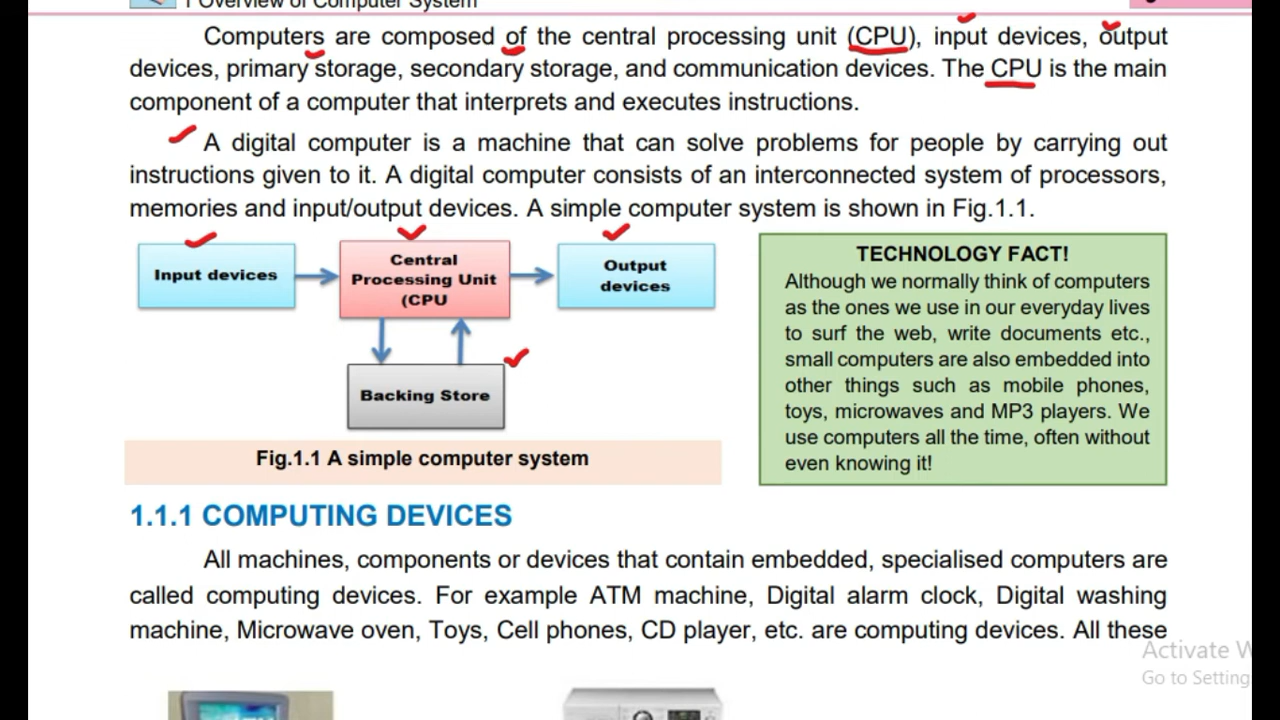 1 Overview of Computer System
Computers are composed of the central processing unit (CPU), input devices, output
devices, primary storage, secondary storage, and communication devices. The CPU is the main
component of a computer that interprets and executes instructions.
A digital computer is a machine that can solve problems for people by carrying out
instructions given to it. A digital computer consists of an interconnected system of processors,
memories and input/output devices. A simple computer system is shown in Fig.1.1.
Input devices
Central
Processing Unit
(CPU
Output
devices
Backing Store
Fig.1.1 A simple computer system
TECHNOLOGY FACT!
Although we normally think of computers
as the ones we use in our everyday lives
to surf the web, write documents etc.,
small computers are also embedded into
other things such as mobile phones,
toys, microwaves and MP3 players. We
use computers all the time, often without
even knowing it!
1.1.1 COMPUTING DEVICES
All machines, components or devices that contain embedded, specialised computers are
called computing devices. For example ATM machine, Digital alarm clock, Digital washing
machine, Microwave oven, Toys, Cell phones, CD player, etc. are computing devices. All these
Activate W
Go to Setting